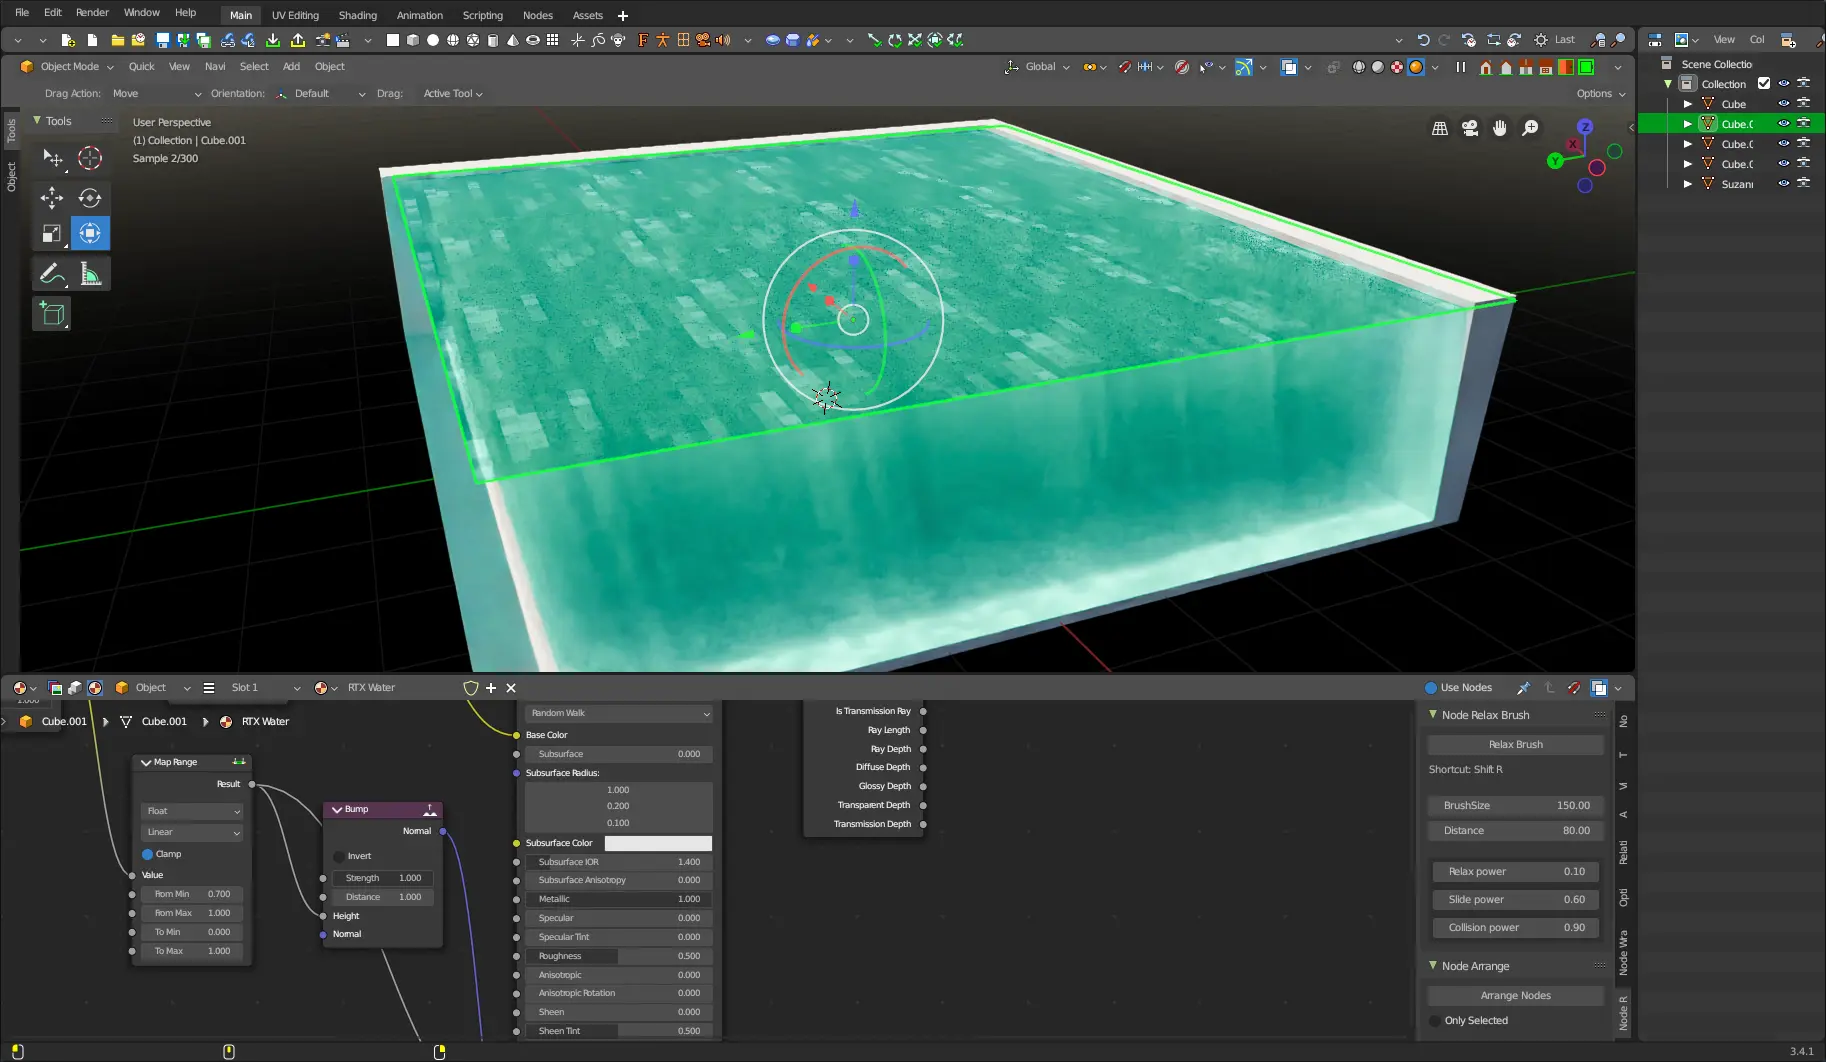 File Edit Render Window Help Main UV Editing Shading Animation Scripting Nodes Assets
Last View Col
Object Mode Quick View Navi Select Add Object Global
Drag Action: Move Orientation: Default Drag: Active Tool Options
Scene Collectio
Collection
Cube
Cube.0
Cube.0
Cube.0
Suzani
Tools
Object
Tools
User Perspective
(1) Collection | Cube.001
Sample 2/300
Z
X
Y
Object Slot 1 RTX Water Use Nodes
1.000
Cube.001 Cube.001 RTX Water
Map Range
Result
Float
Linear
Clamp
Value
From Min 0.700
From Max 1.000
To Min 0.000
To Max 1.000
Bump
Normal
Invert
Strength 1.000
Distance 1.000
Height
Normal
Random Walk
Base Color
Subsurface 0.000
Subsurface Radius:
1.000
0.200
0.100
Subsurface Color
Subsurface IOR 1.400
Subsurface Anisotropy 0.000
Metallic 1.000
Specular 0.000
Specular Tint 0.000
Roughness 0.500
Anisotropic 0.000
Anisotropic Rotation 0.000
Sheen 0.000
Sheen Tint 0.500
Is Transmission Ray
Ray Length
Ray Depth
Diffuse Depth
Glossy Depth
Transparent Depth
Transmission Depth
Node Relax Brush
Relax Brush
Shortcut: Shift R
BrushSize 150.00
Distance 80.00
Relax power 0.10
Slide power 0.60
Collision power 0.90
Node Arrange
Arrange Nodes
Only Selected
No
T
Vi
A
Relati
Opti
Node Wra
Node R
3.4.1